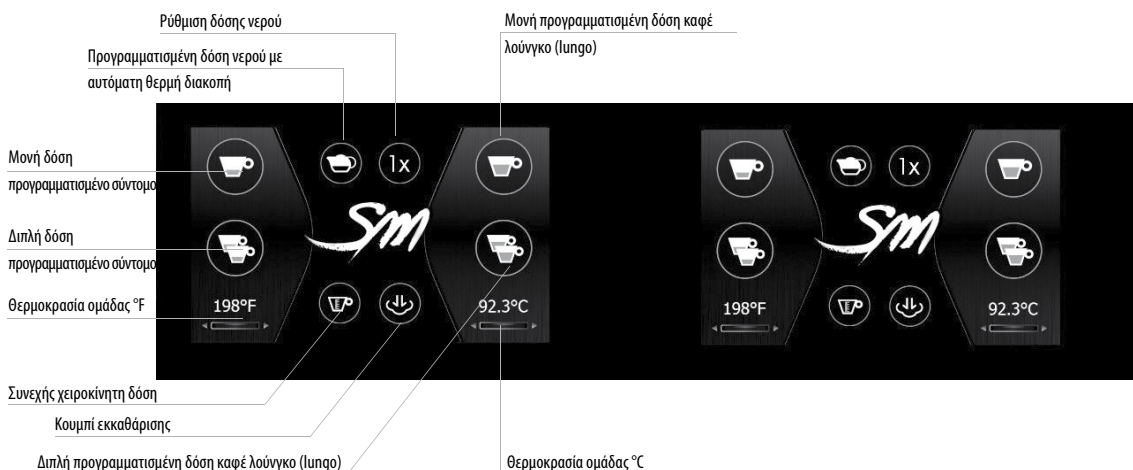 Ρύθμιση δόσης νερού
Μονή προγραμματισμένη δόση καφέ
λούνγκο (lungo)
Προγραμματισμένη δόση νερού με
αυτόματη θερμή διακοπή
Μονή δόση
προγραμματισμένο σύντομο
Διπλή δόση
προγραμματισμένο σύντομο
Θερμοκρασία ομάδας °F
1x
SM
198°F
92.3°C
1x
SM
198°F
92.3°C
Συνεχής χειροκίνητη δόση
Κουμπί εκκαθάρισης
Διπλή προγραμματισμένη δόση καφέ λούνγκο (lungo)
Θερμοκρασία ομάδας °C